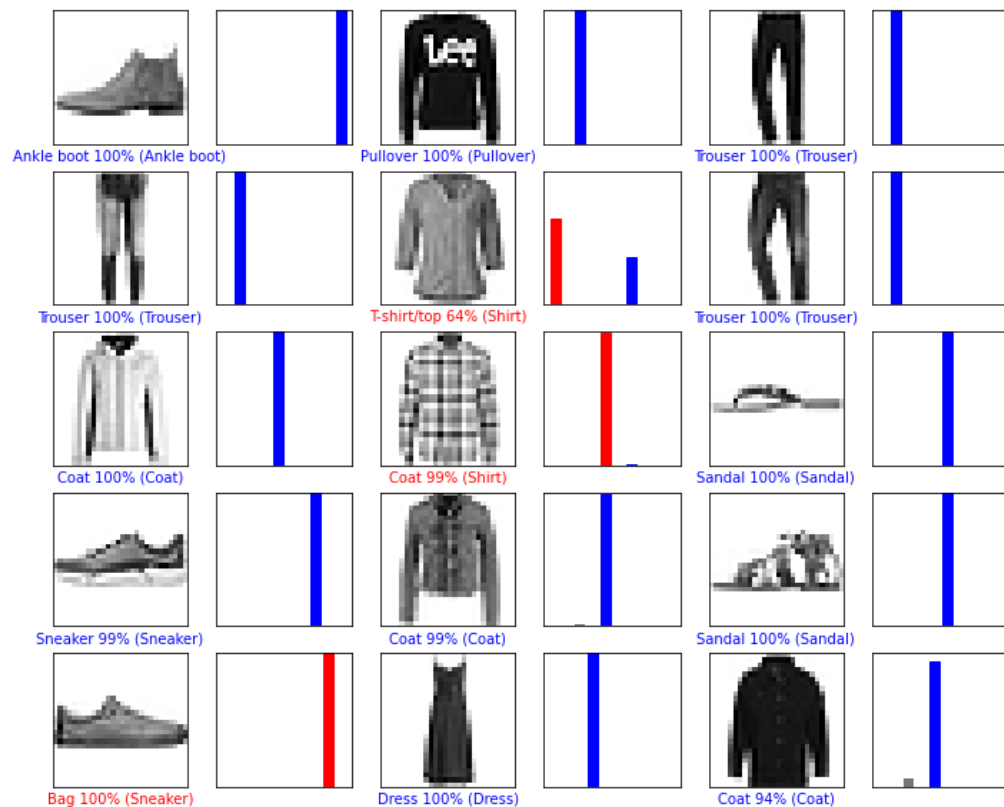 Lee
Ankle boot 100% (Ankle boot)
Pullover 100% (Pullover)
Trouser 100% (Trouser)
Trouser 100% (Trouser)
T-shirt/top 64% (Shirt)
Trouser 100% (Trouser)
Coat 100% (Coat)
Coat 99% (Shirt)
Sandal 100% (Sandal)
Sneaker 99% (Sneaker)
Coat 99% (Coat)
Sandal 100% (Sandal)
Bag 100% (Sneaker)
Dress 100% (Dress)
Coat 94% (Coat)